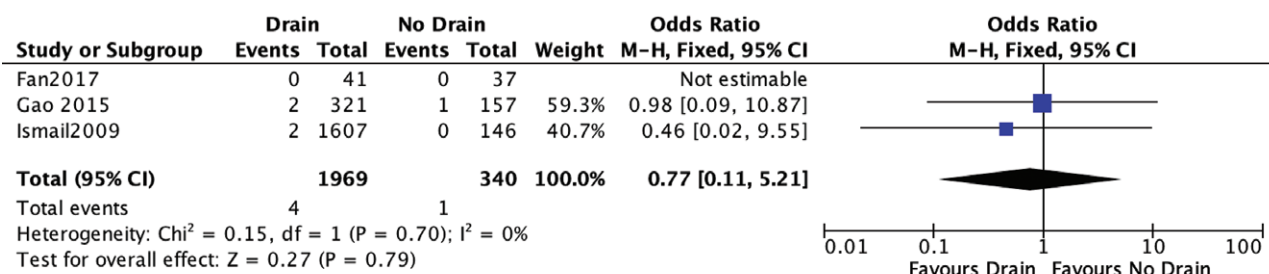 Drain No Drain Odds Ratio Odds Ratio
Study or Subgroup Events Total Events Total Weight M-H, Fixed, 95% CI M-H, Fixed, 95% CI
Fan2017 0 41 0 37 Not estimable
Gao 2015 2 321 1 157 59.3% 0.98 [0.09, 10.87]
Ismail2009 2 1607 0 146 40.7% 0.46 [0.02, 9.55]
Total (95% CI) 1969 340 100.0% 0.77 [0.11, 5.21]
Total events 4 1
Heterogeneity: Chi² = 0.15, df = 1 (P = 0.70); I² = 0%
Test for overall effect: Z = 0.27 (P = 0.79)
0.01 0.1 1 10 100
Favours Drain Favours No Drain